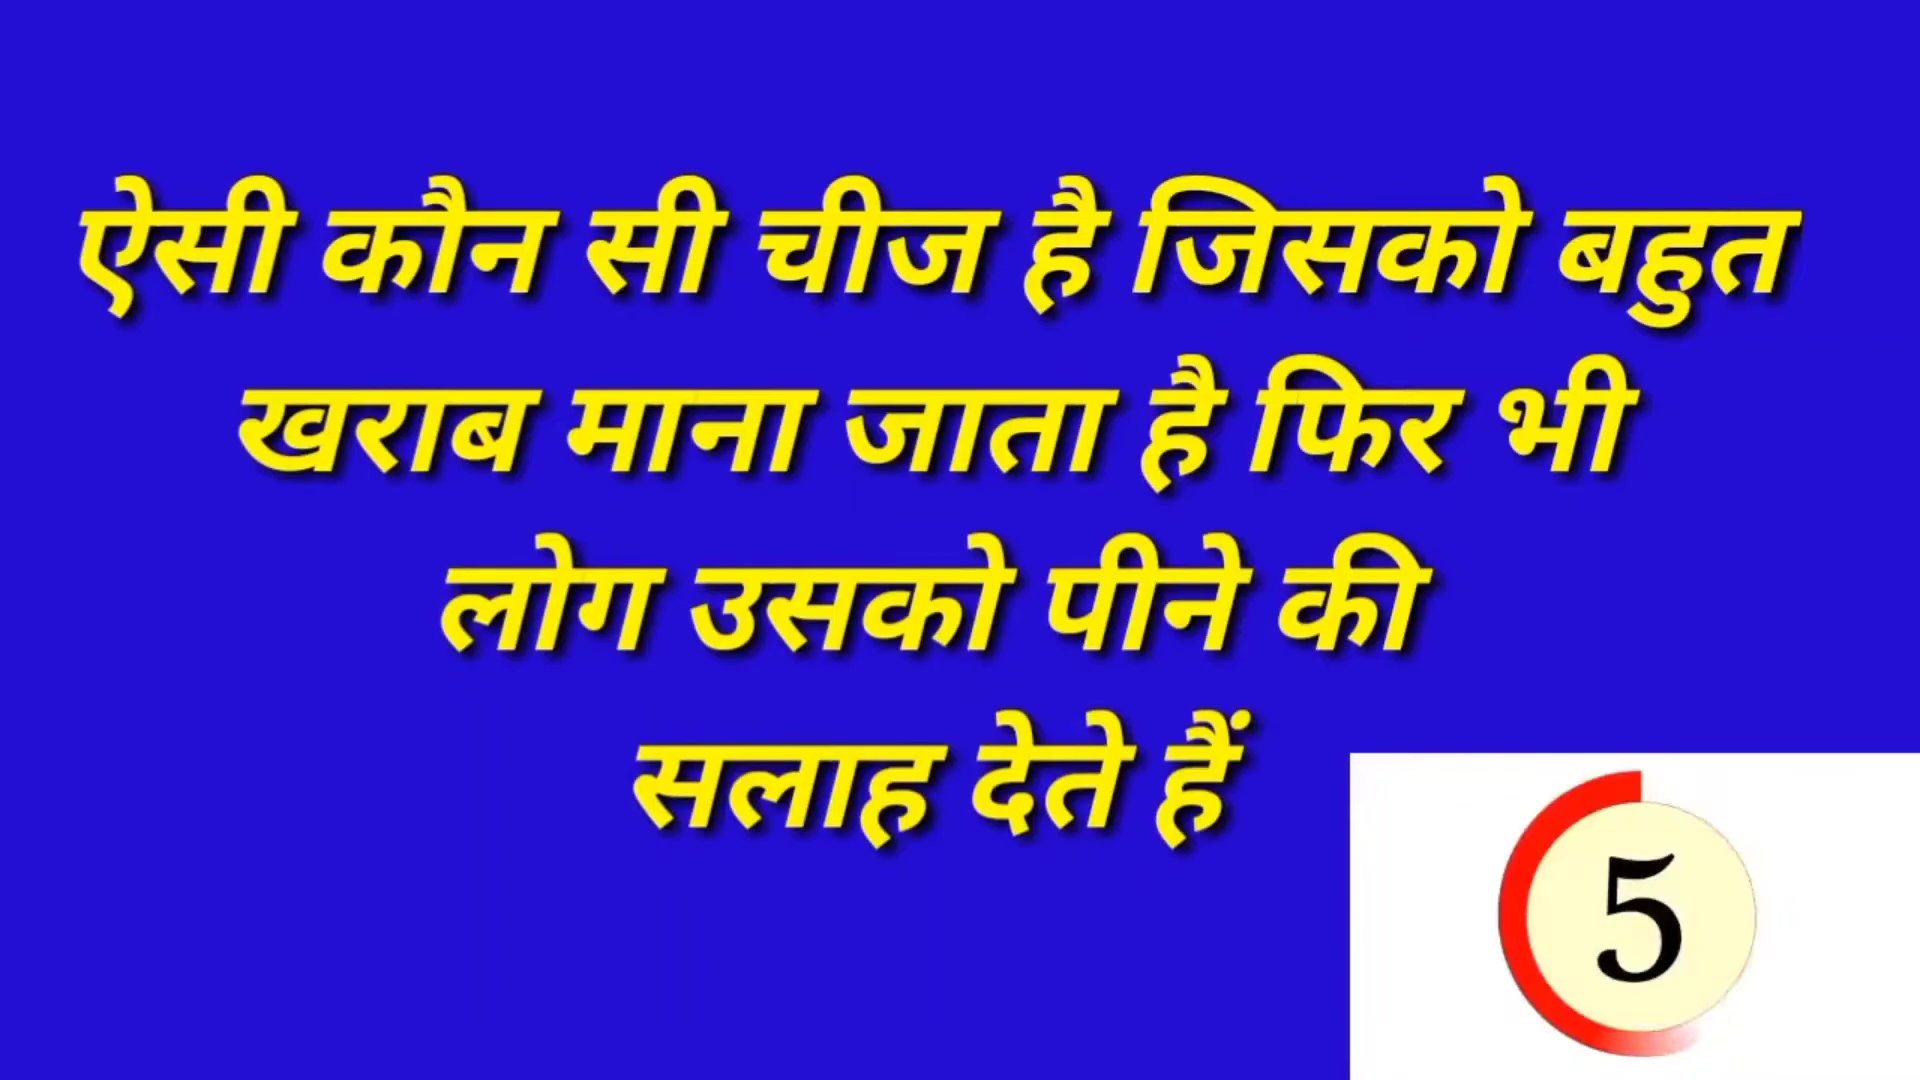 ऐसी कौन सी चीज है जिसको बहुत
खराब माना जाता है फिर भी
लोग उसको पीने की
सलाह देते हैं
5